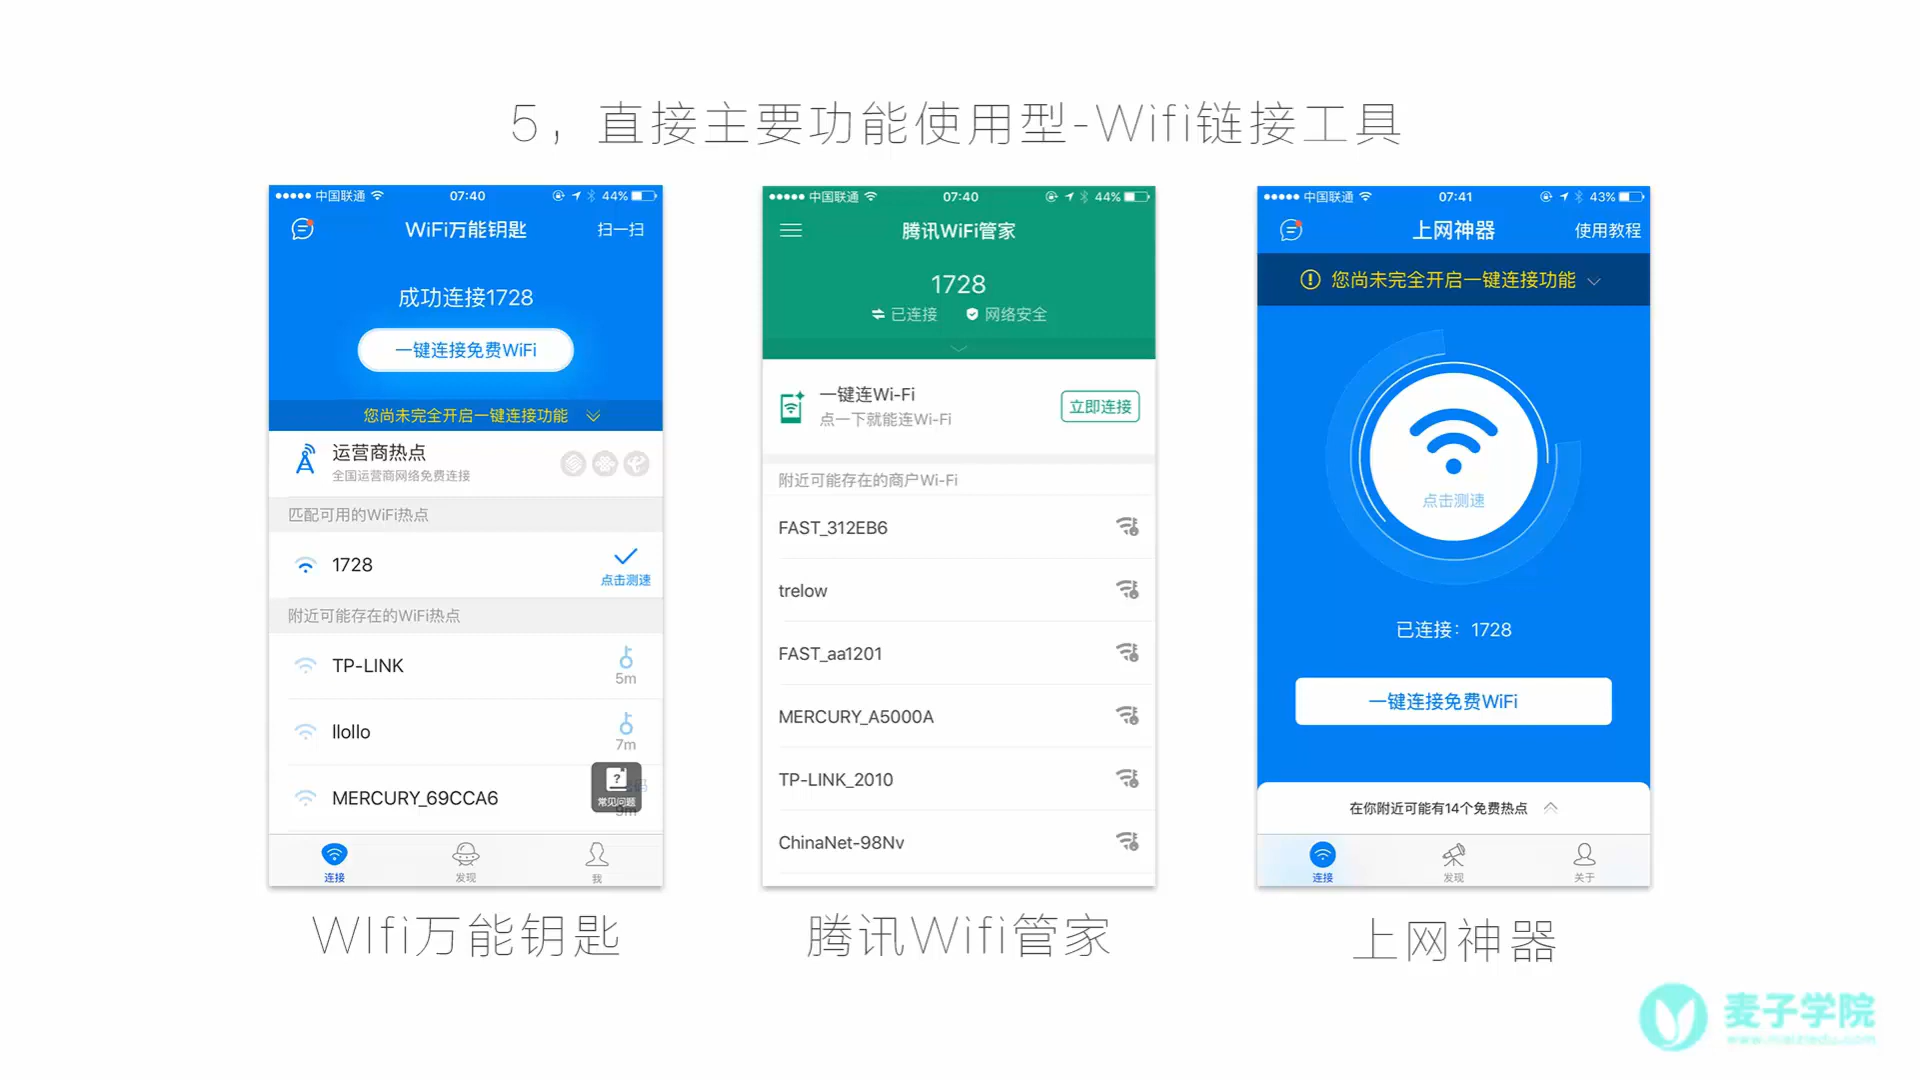 5，直接主要功能使用型-Wifi链接工具
中国联通 07:40 44%
WiFi万能钥匙 扫一扫
成功连接1728
一键连接免费WiFi
您尚未完全开启一键连接功能
运营商热点
全国运营商网络免费连接
匹配可用的WiFi热点
1728
点击测速
附近可能存在的WiFi热点
TP-LINK
5m
llollo
7m
MERCURY_69CCA6
常见问题
9m
连接 发现 我
WIfi万能钥匙
中国联通 07:40 44%
腾讯WiFi管家
1728
已连接 网络安全
一键连Wi-Fi
点一下就能连Wi-Fi
立即连接
附近可能存在的商户Wi-Fi
FAST_312EB6
trelow
FAST_aa1201
MERCURY_A5000A
TP-LINK_2010
ChinaNet-98Nv
腾讯Wifi管家
中国联通 07:41 43%
上网神器 使用教程
您尚未完全开启一键连接功能
点击测速
已连接：1728
一键连接免费WiFi
在你附近可能有14个免费热点
连接 发现 关于
上网神器
麦子学院
www.maiziedu.com